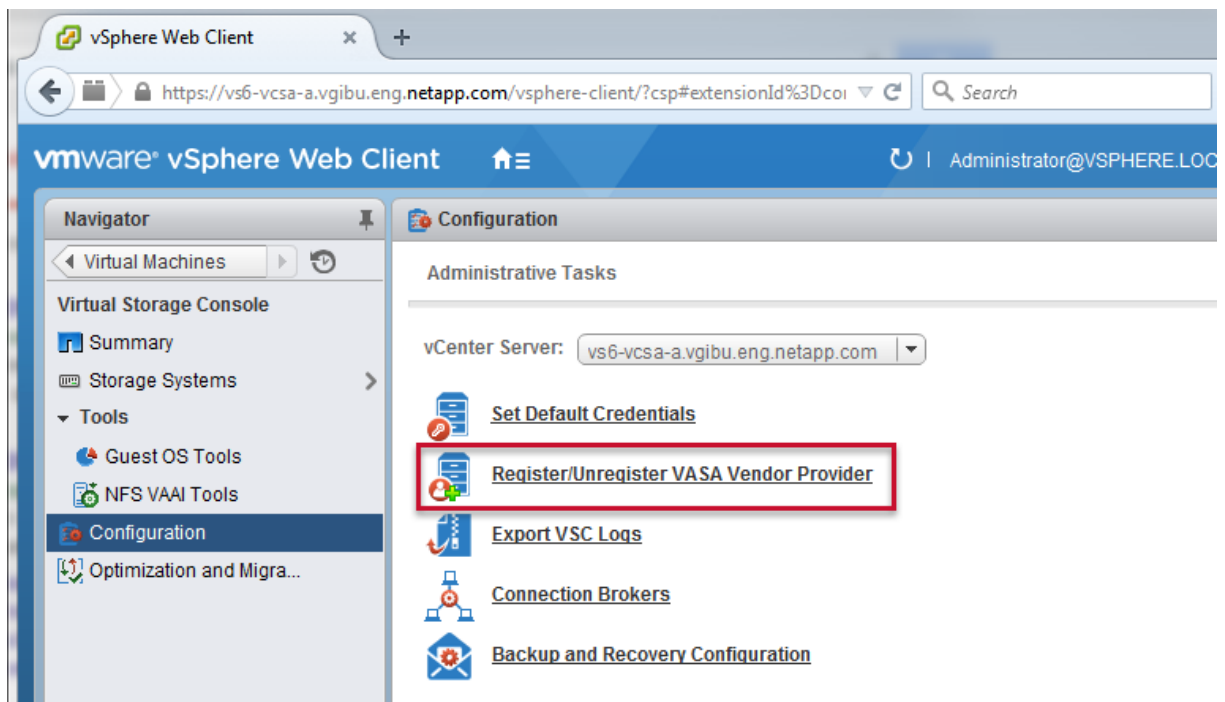 vSphere Web Client
https://vs6-vcsa-a.vgibu.eng.netapp.com/vsphere-client/?csp#extensionId%3Dcoi
Search
vmware® vSphere Web Client
Administrator@VSPHERE.LOC
Navigator
Configuration
Virtual Machines
Administrative Tasks
Virtual Storage Console
Summary
vCenter Server: vs6-vcsa-a.vgibu.eng.netapp.com
Storage Systems
Tools
Set Default Credentials
Guest OS Tools
Register/Unregister VASA Vendor Provider
NFS VAAI Tools
Configuration
Export VSC Logs
Optimization and Migra...
Connection Brokers
Backup and Recovery Configuration